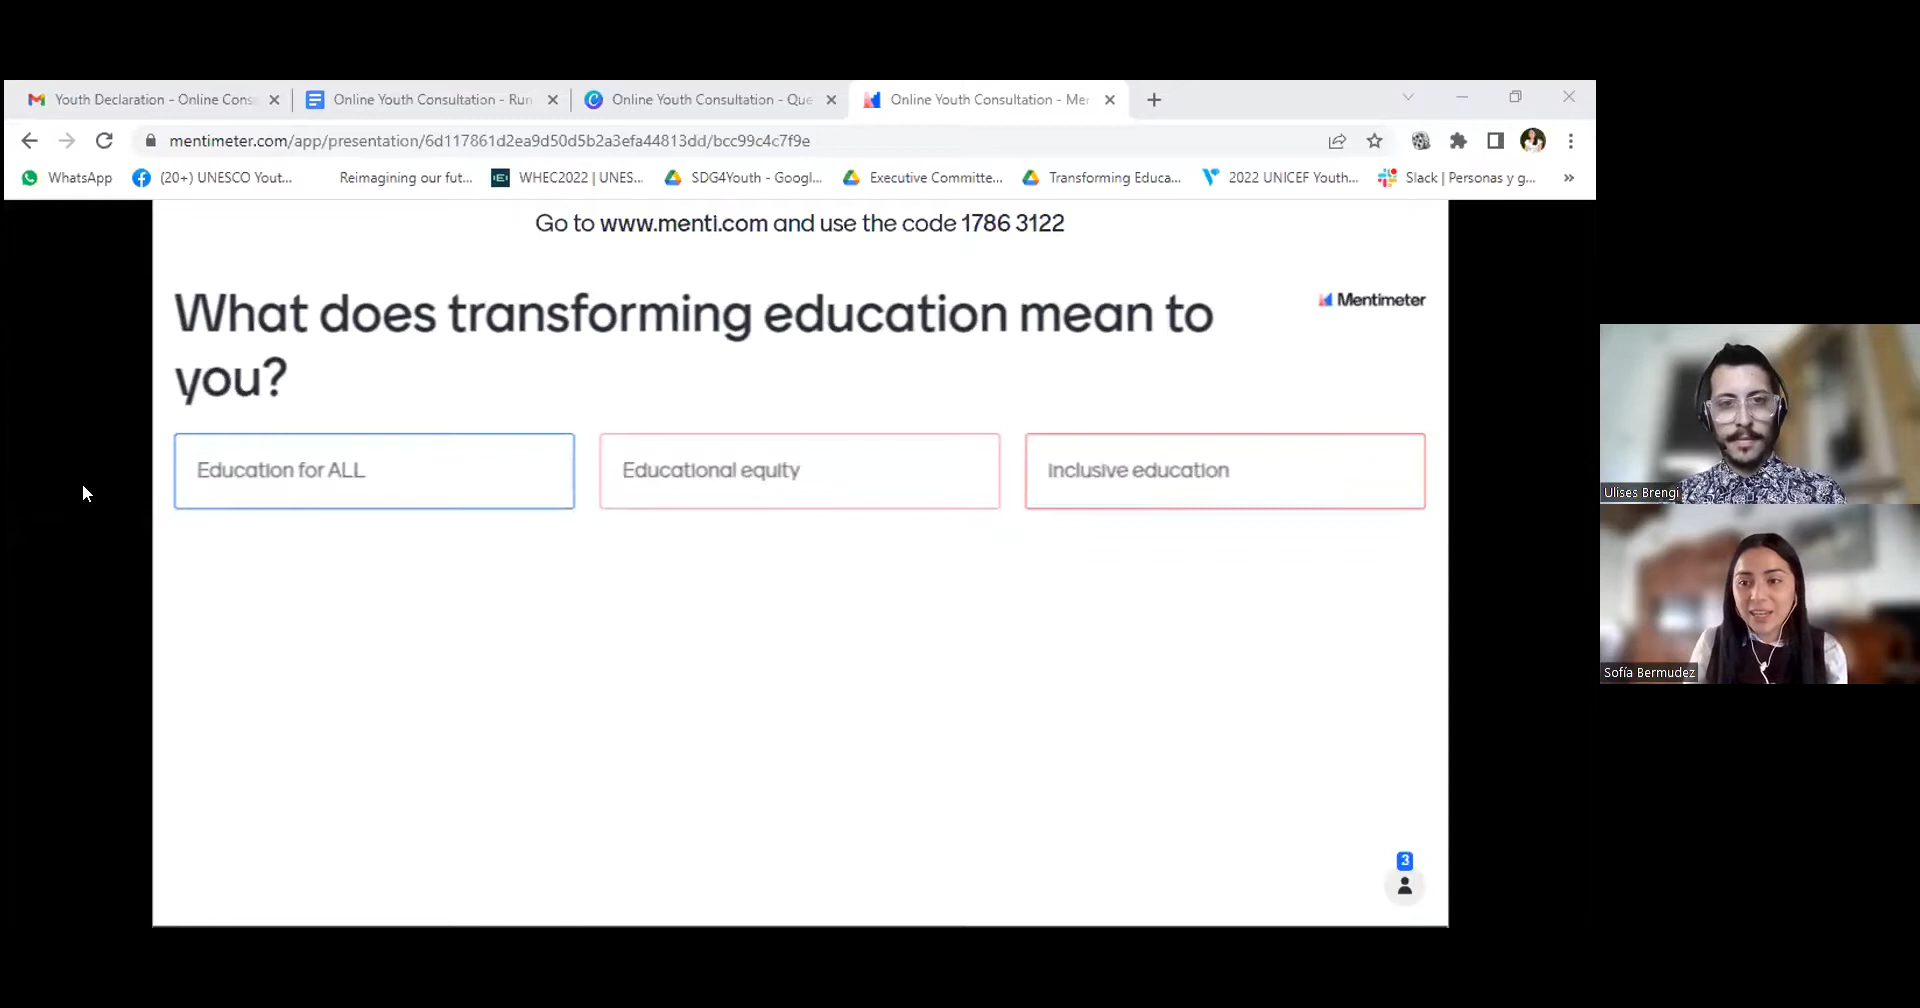 Youth Declaration - Online Cons
Online Youth Consultation - Run
Online Youth Consultation - Que
Online Youth Consultation - Mer
mentimeter.com/app/presentation/6d117861d2ea9d50d5b2a3efa44813dd/bcc99c4c7f9e
WhatsApp
(20+) UNESCO Yout...
Reimagining our fut...
IEI
WHEC2022 | UNES...
SDG4Youth - Googl...
Executive Committe...
Transforming Educa...
2022 UNICEF Youth...
Slack | Personas y g...
Go to www.menti.com and use the code 1786 3122
What does transforming education mean to
you?
Mentimeter
Education for ALL
Educational equity
Inclusive education
3
Ulises Brengi
Sofía Bermudez